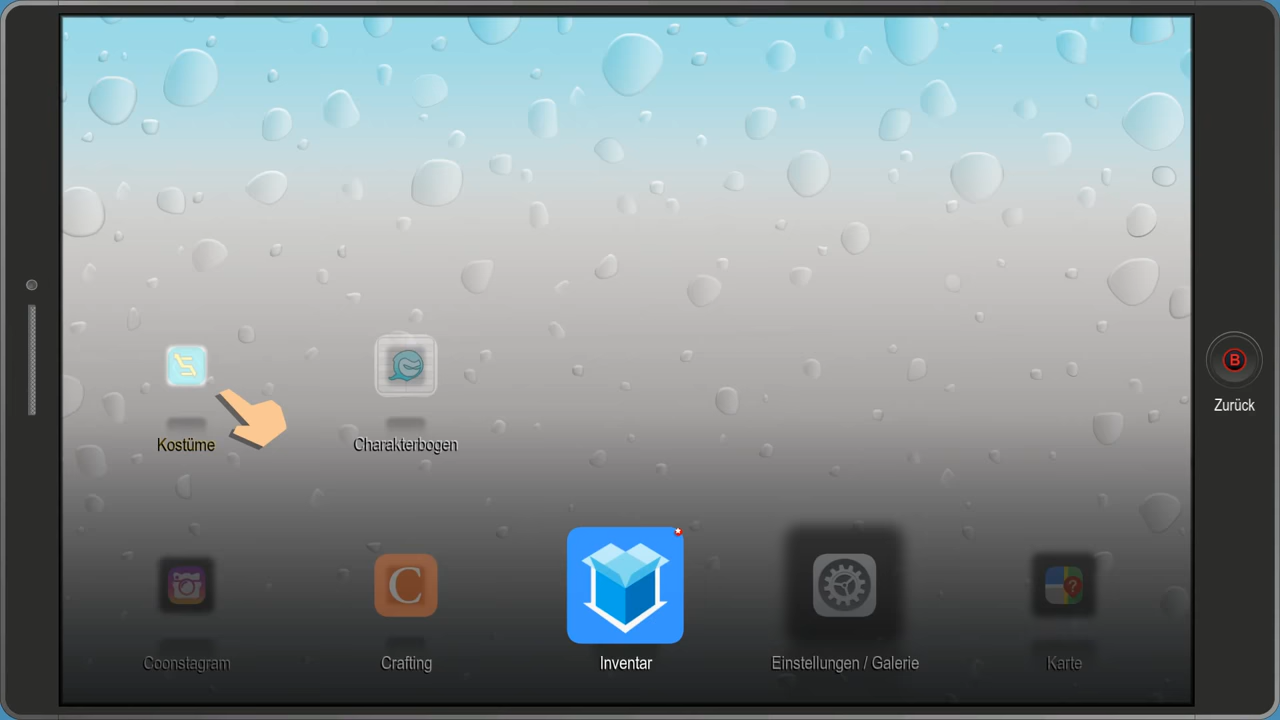 B
Zurück
Kostüme
Charakterbogen
C
?
Coonstagram
Crafting
Inventar
Einstellungen / Galerie
Karte